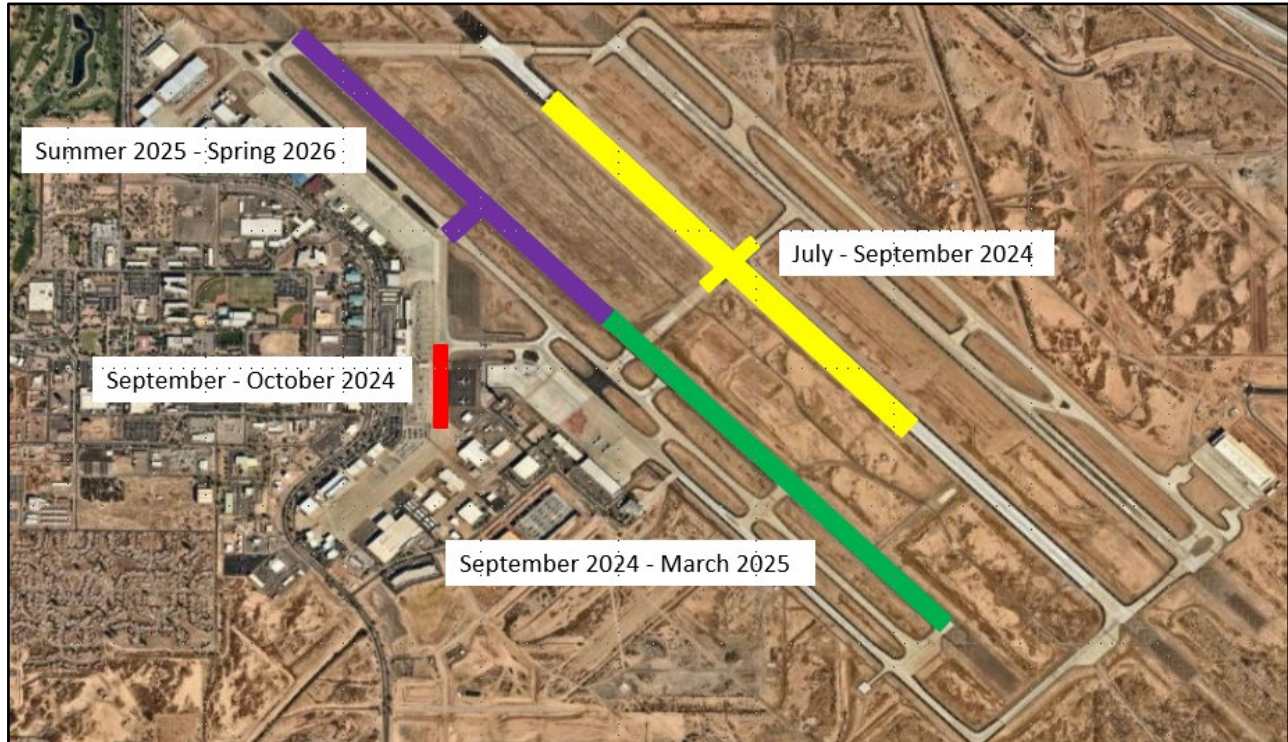 Summer 2025 - Spring 2026
July - September 2024
September - October 2024
September 2024 - March 2025